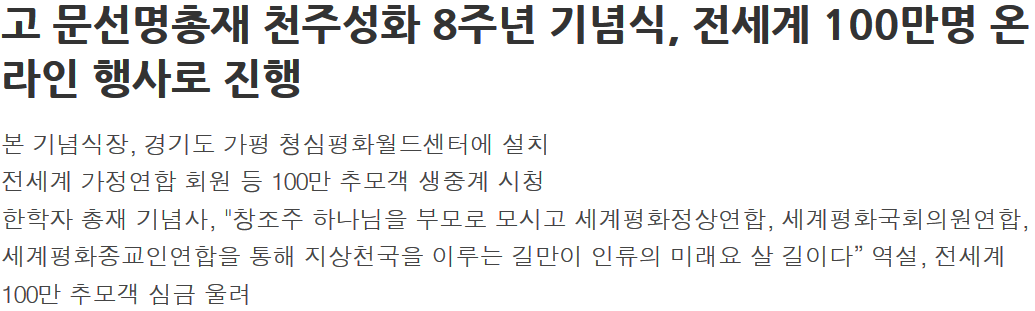 고 문선명총재 천주성화 8주년 기념식, 전세계 100만명 온
라인 행사로 진행
본 기념식장, 경기도 가평 청심평화월드센터에 설치
전세계 가정연합 회원 등 100만 추모객 생중계 시청
한학자 총재 기념사, "창조주 하나님을 부모로 모시고 세계평화정상연합, 세계평화국회의원연합,
세계평화종교인연합을 통해 지상천국을 이루는 길만이 인류의 미래요 살 길이다” 역설, 전세계
100만 추모객 심금 울려